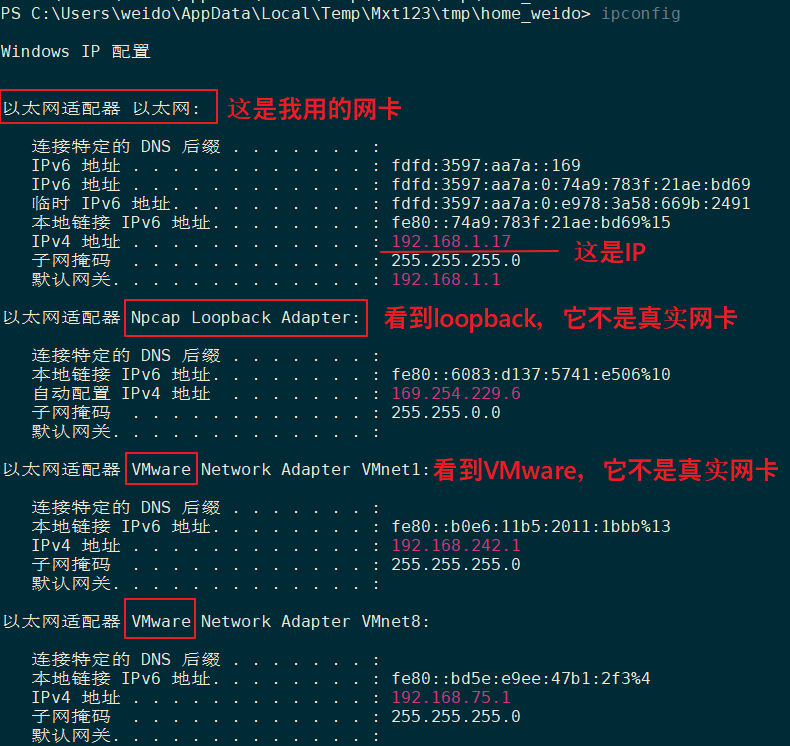 PS C:\Users\weido\AppData\Local\Temp\Mxt123\tmp\home_weido> ipconfig
Windows IP 配置
以太网适配器 以太网: 这是我用的网卡
连接特定的 DNS 后缀 . . . . . . . :
IPv6 地址 . . . . . . . . . . . . : fdfd:3597:aa7a::169
IPv6 地址 . . . . . . . . . . . . : fdfd:3597:aa7a:0:74a9:783f:21ae:bd69
临时 IPv6 地址. . . . . . . . . . : fdfd:3597:aa7a:0:e978:3a58:669b:2491
本地链接 IPv6 地址. . . . . . . . : fe80::74a9:783f:21ae:bd69%15
IPv4 地址 . . . . . . . . . . . . : 192.168.1.17 这是IP
子网掩码 . . . . . . . . . . . . : 255.255.255.0
默认网关. . . . . . . . . . . . . : 192.168.1.1
以太网适配器 Npcap Loopback Adapter: 看到loopback，它不是真实网卡
连接特定的 DNS 后缀 . . . . . . . :
本地链接 IPv6 地址. . . . . . . . : fe80::6083:d137:5741:e506%10
自动配置 IPv4 地址 . . . . . . . : 169.254.229.6
子网掩码 . . . . . . . . . . . . : 255.255.0.0
默认网关. . . . . . . . . . . . . :
以太网适配器 VMware Network Adapter VMnet1: 看到VMware，它不是真实网卡
连接特定的 DNS 后缀 . . . . . . . :
本地链接 IPv6 地址. . . . . . . . : fe80::b0e6:11b5:2011:1bbb%13
IPv4 地址 . . . . . . . . . . . . : 192.168.242.1
子网掩码 . . . . . . . . . . . . : 255.255.255.0
默认网关. . . . . . . . . . . . . :
以太网适配器 VMware Network Adapter VMnet8:
连接特定的 DNS 后缀 . . . . . . . :
本地链接 IPv6 地址. . . . . . . . : fe80::bd5e:e9ee:47b1:2f3%4
IPv4 地址 . . . . . . . . . . . . : 192.168.75.1
子网掩码 . . . . . . . . . . . . : 255.255.255.0
默认网关. . . . . . . . . . . . . :